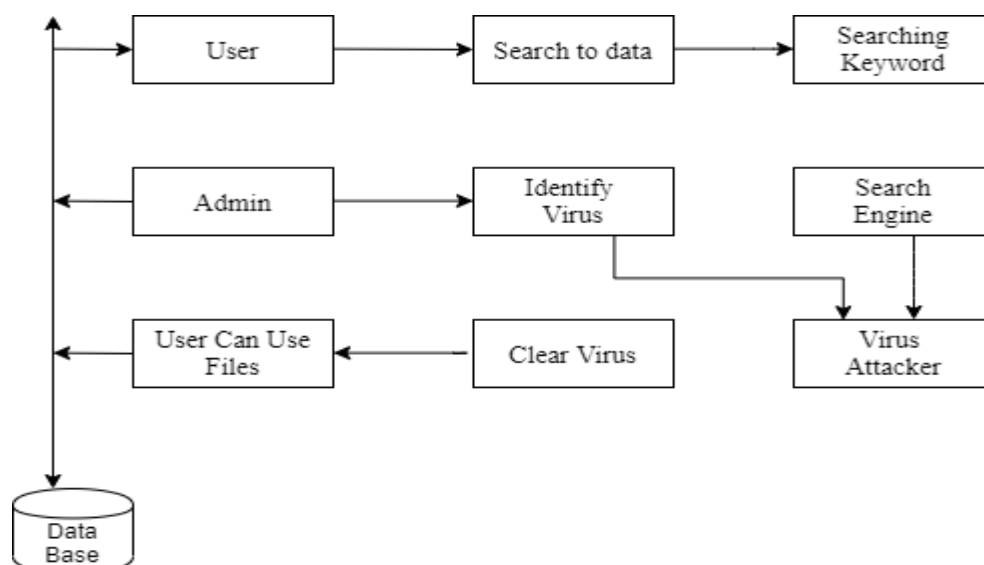 User
Search to data
Searching
Keyword
Admin
Identify
Virus
Search
Engine
User Can Use
Files
Clear Virus
Virus
Attacker
Data
Base